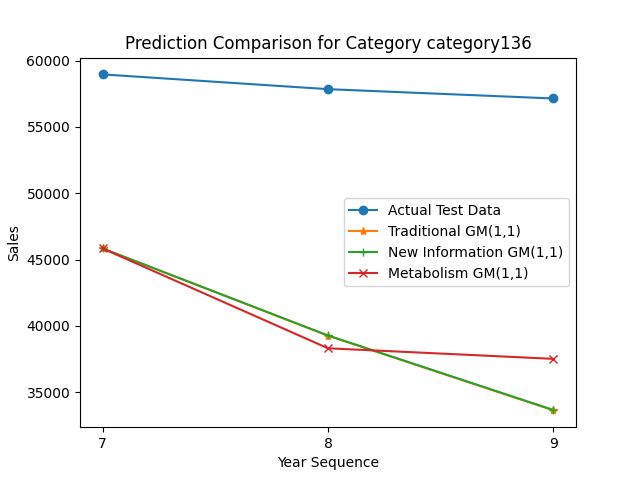 Prediction Comparison for Category category136
60000
55000
50000
45000
40000
35000
Sales
Actual Test Data
Traditional GM(1,1)
New Information GM(1,1)
Metabolism GM(1,1)
7
8
9
Year Sequence